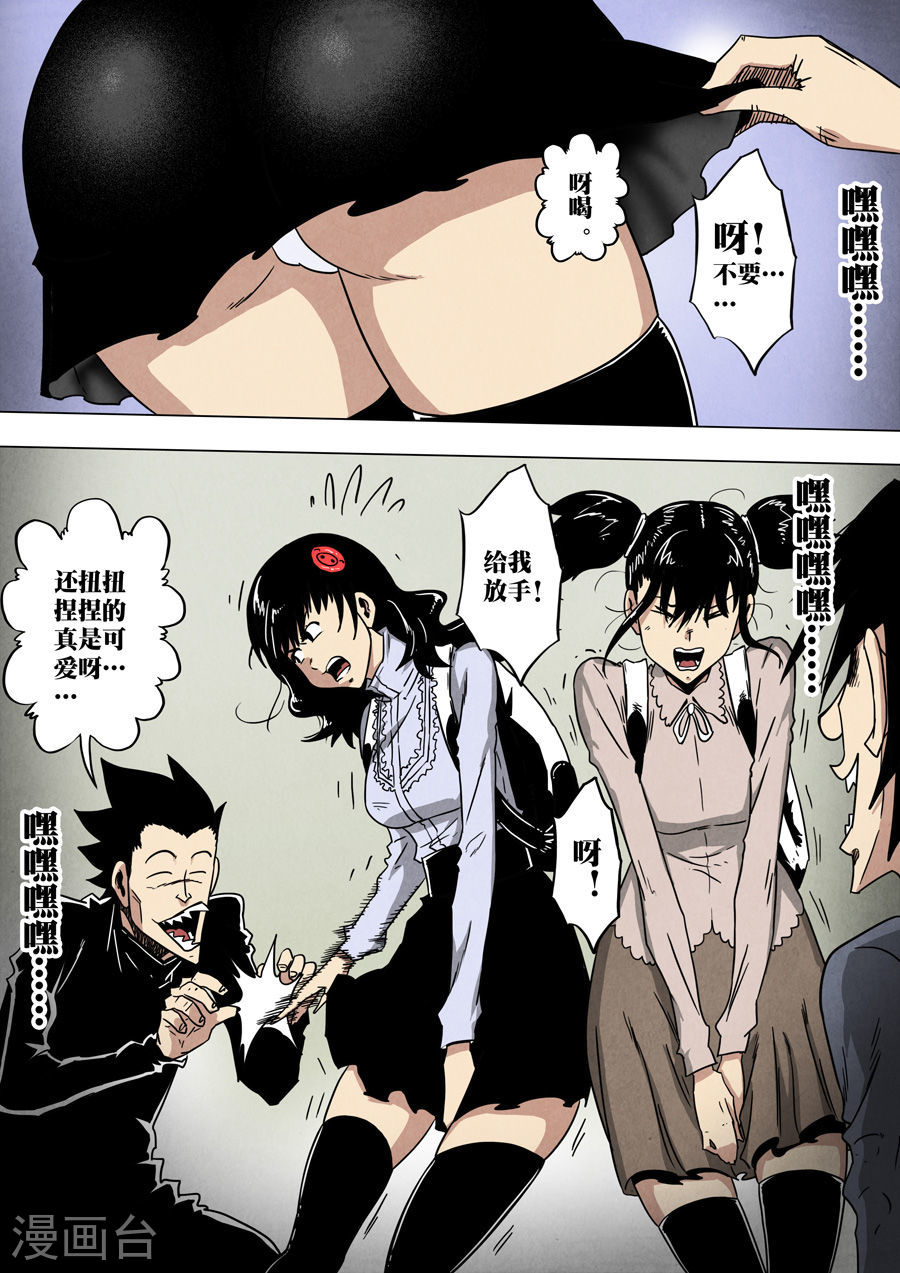 呀喝。
呀！
不要……
……
嘿嘿嘿……
给我
放手！
嘿嘿嘿嘿……
扭扭
捏捏的
还真是可
爱呀……
……
呀！
嘿嘿嘿嘿……
漫画台